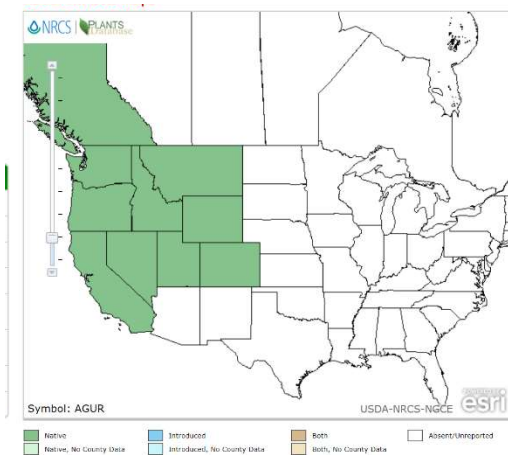 NRCS PLANTS
Database
Symbol: AGUR
USDA-NRCS-NGCE
esri
Native
Introduced
Both
Absent/Unreported
Native, No County Data
Introduced, No County Data
Both, No County Data